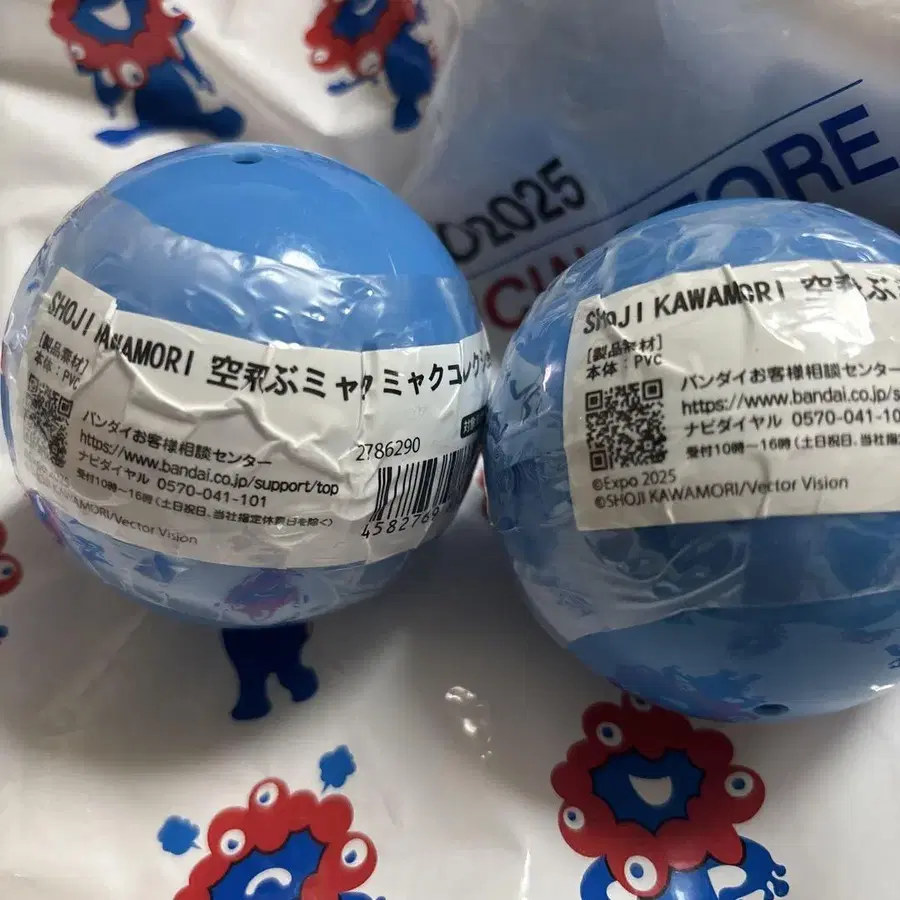 2025
STORE
SHOJI KAWAMORI 空飛ぶミャクミャクコレクション
[製品素材]
本体：PVC
バンダイお客様相談センター
https://www.bandai.co.jp/support/top
ナビダイヤル 0570-041-101
受付10時〜16時（土日祝日、当社指定休業日を除く）
KAWAMORI/Vector Vision
2786290
4582769
SHOJI KAWAMORI 空飛ぶ
[製品素材]
本体：PVC
バンダイお客様相談センター
https://www.bandai.co.jp/s
ナビダイヤル 0570-041-10
受付10時〜16時（土日祝日、当社指定
©Expo 2025
©SHOJI KAWAMORI/Vector Vision